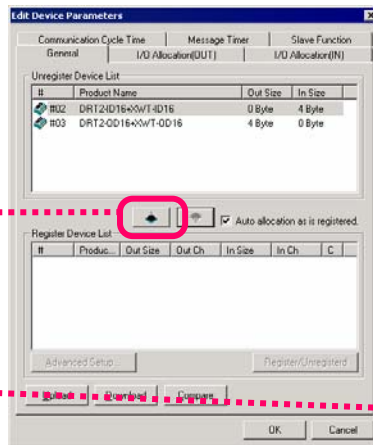 Edit Device Parameters
Communication Cycle Time Message Timer Slave Function
General I/O Allocation(OUT) I/O Allocation(IN)
Unregister Device List
# Product Name Out Size In Size
#02 DRT2-ID16+XWT-ID16 0 Byte 4 Byte
#03 DRT2-OD16+XWT-OD16 4 Byte 0 Byte
Auto allocation as is registered.
Register Device List
# Produc... Out Size Out Ch In Size In Ch C
Advanced Setup... Register/Unregisterd
Upload Download Compare
OK Cancel